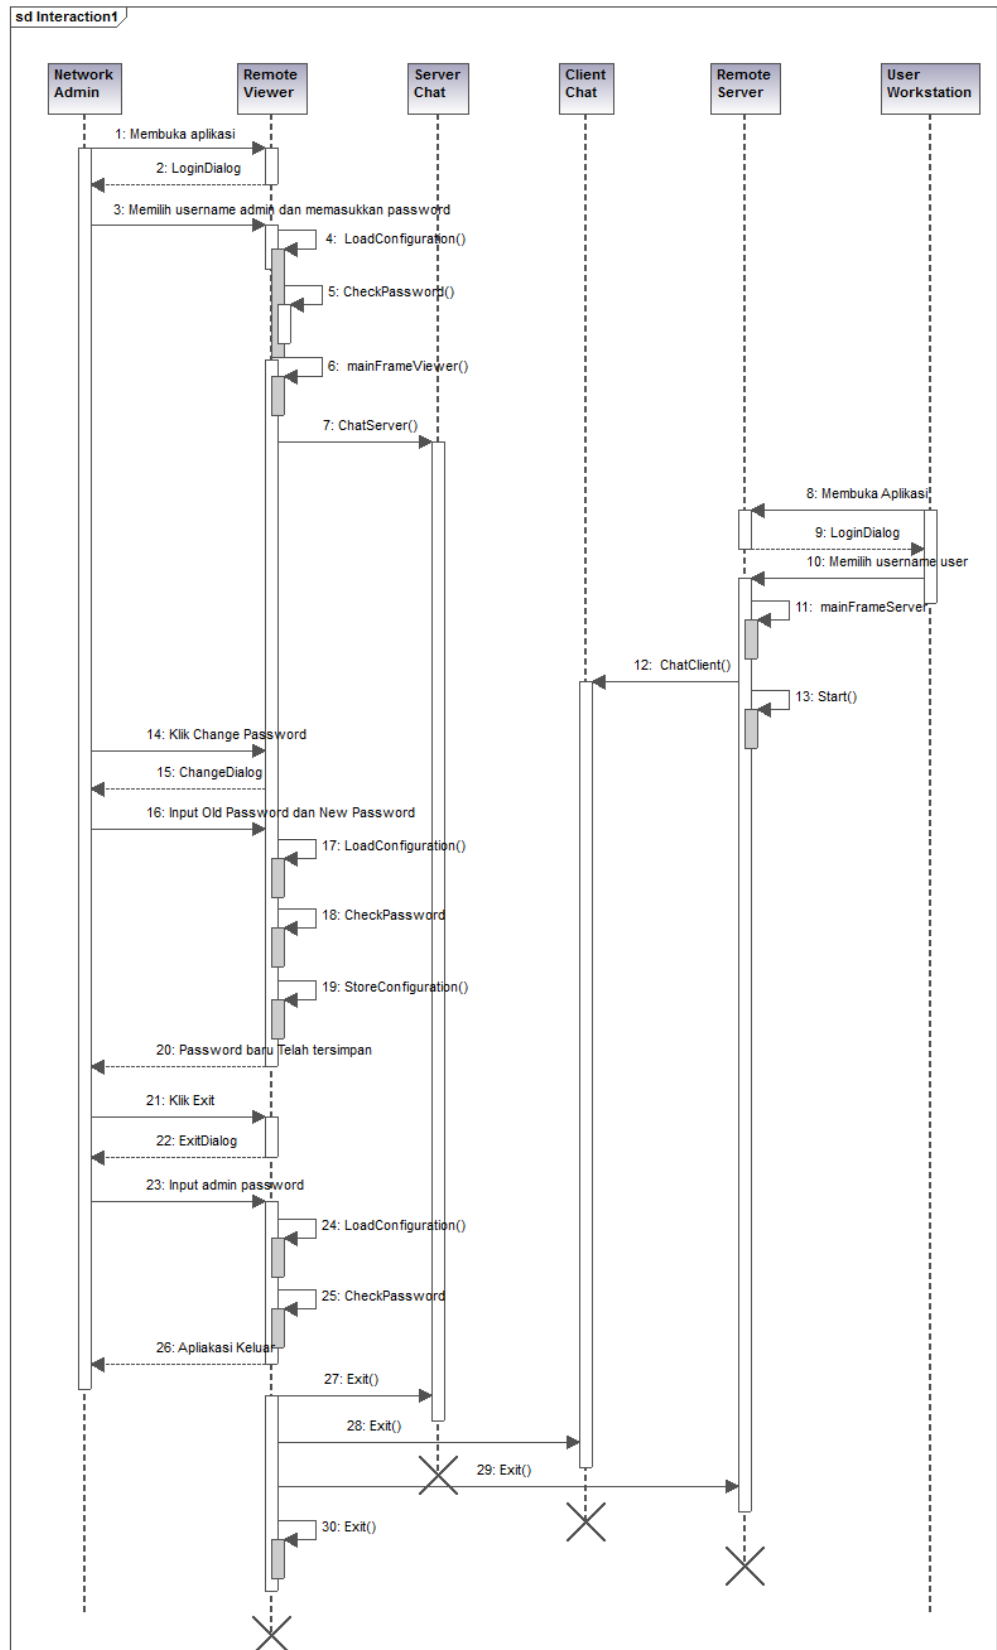 sd Interaction1
Network
Admin
Remote
Viewer
Server
Chat
Client
Chat
Remote
Server
User
Workstation
1: Membuka aplikasi
2: LoginDialog
3: Memilih username admin dan memasukkan password
4: LoadConfiguration()
5: CheckPassword()
6: mainFrameViewer()
7: ChatServer()
8: Membuka Aplikasi
9: LoginDialog
10: Memilih username user
11: mainFrameServer
12: ChatClient()
13: Start()
14: Klik Change Password
15: ChangeDialog
16: Input Old Password dan New Password
17: LoadConfiguration()
18: CheckPassword
19: StoreConfiguration()
20: Password baru Telah tersimpan
21: Klik Exit
22: ExitDialog
23: Input admin password
24: LoadConfiguration()
25: CheckPassword
26: Apliakasi Keluar
27: Exit()
28: Exit()
29: Exit()
30: Exit()